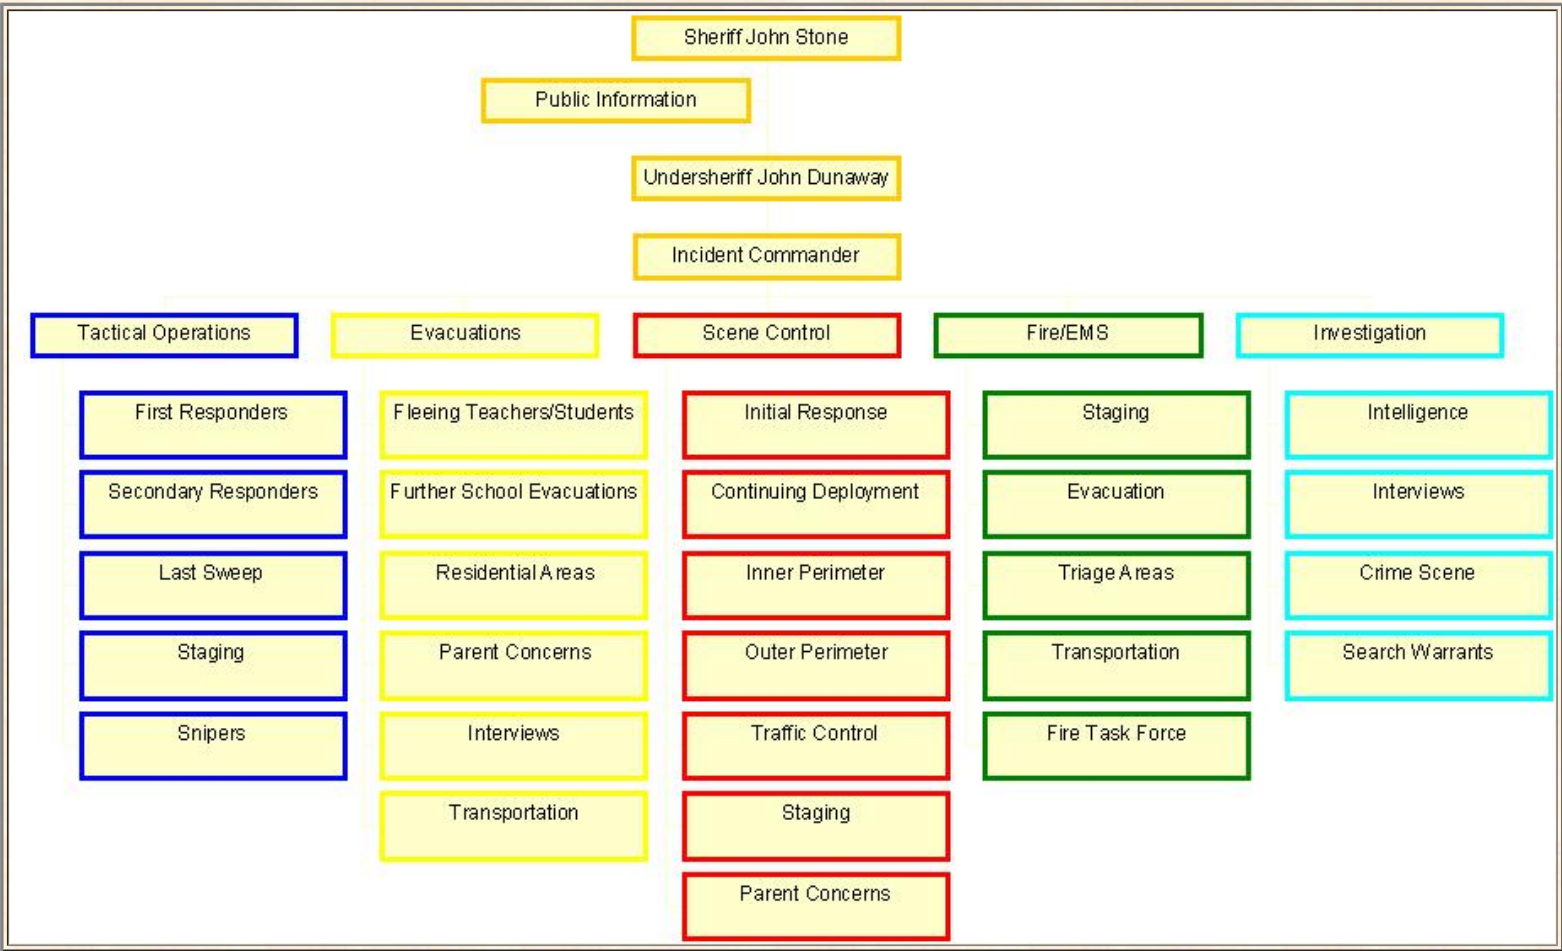 Sheriff John Stone
Public Information
Undersheriff John Dunaway
Incident Commander
Tactical Operations
Evacuations
Scene Control
Fire/EMS
Investigation
First Responders
Fleeing Teachers/Students
Initial Response
Staging
Intelligence
Secondary Responders
Further School Evacuations
Continuing Deployment
Evacuation
Interviews
Last Sweep
Residential Areas
Inner Perimeter
Triage Areas
Crime Scene
Staging
Parent Concerns
Outer Perimeter
Transportation
Search Warrants
Snipers
Interviews
Traffic Control
Fire Task Force
Transportation
Staging
Parent Concerns